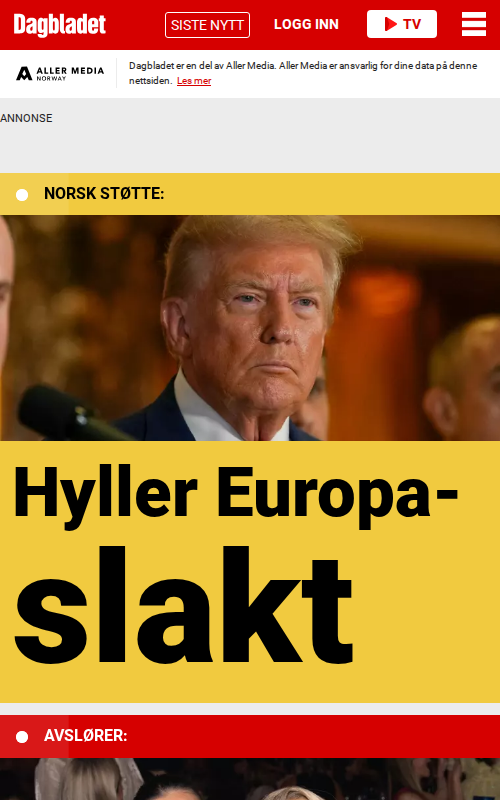 Dagbladet
SISTE NYTT
LOGG INN
TV
ALLER MEDIA
NORWAY
Dagbladet er en del av Aller Media. Aller Media er ansvarlig for dine data på denne
nettsiden. Les mer
ANNONSE
NORSK STØTTE:
Hyller Europa-
slakt
AVSLØRER: